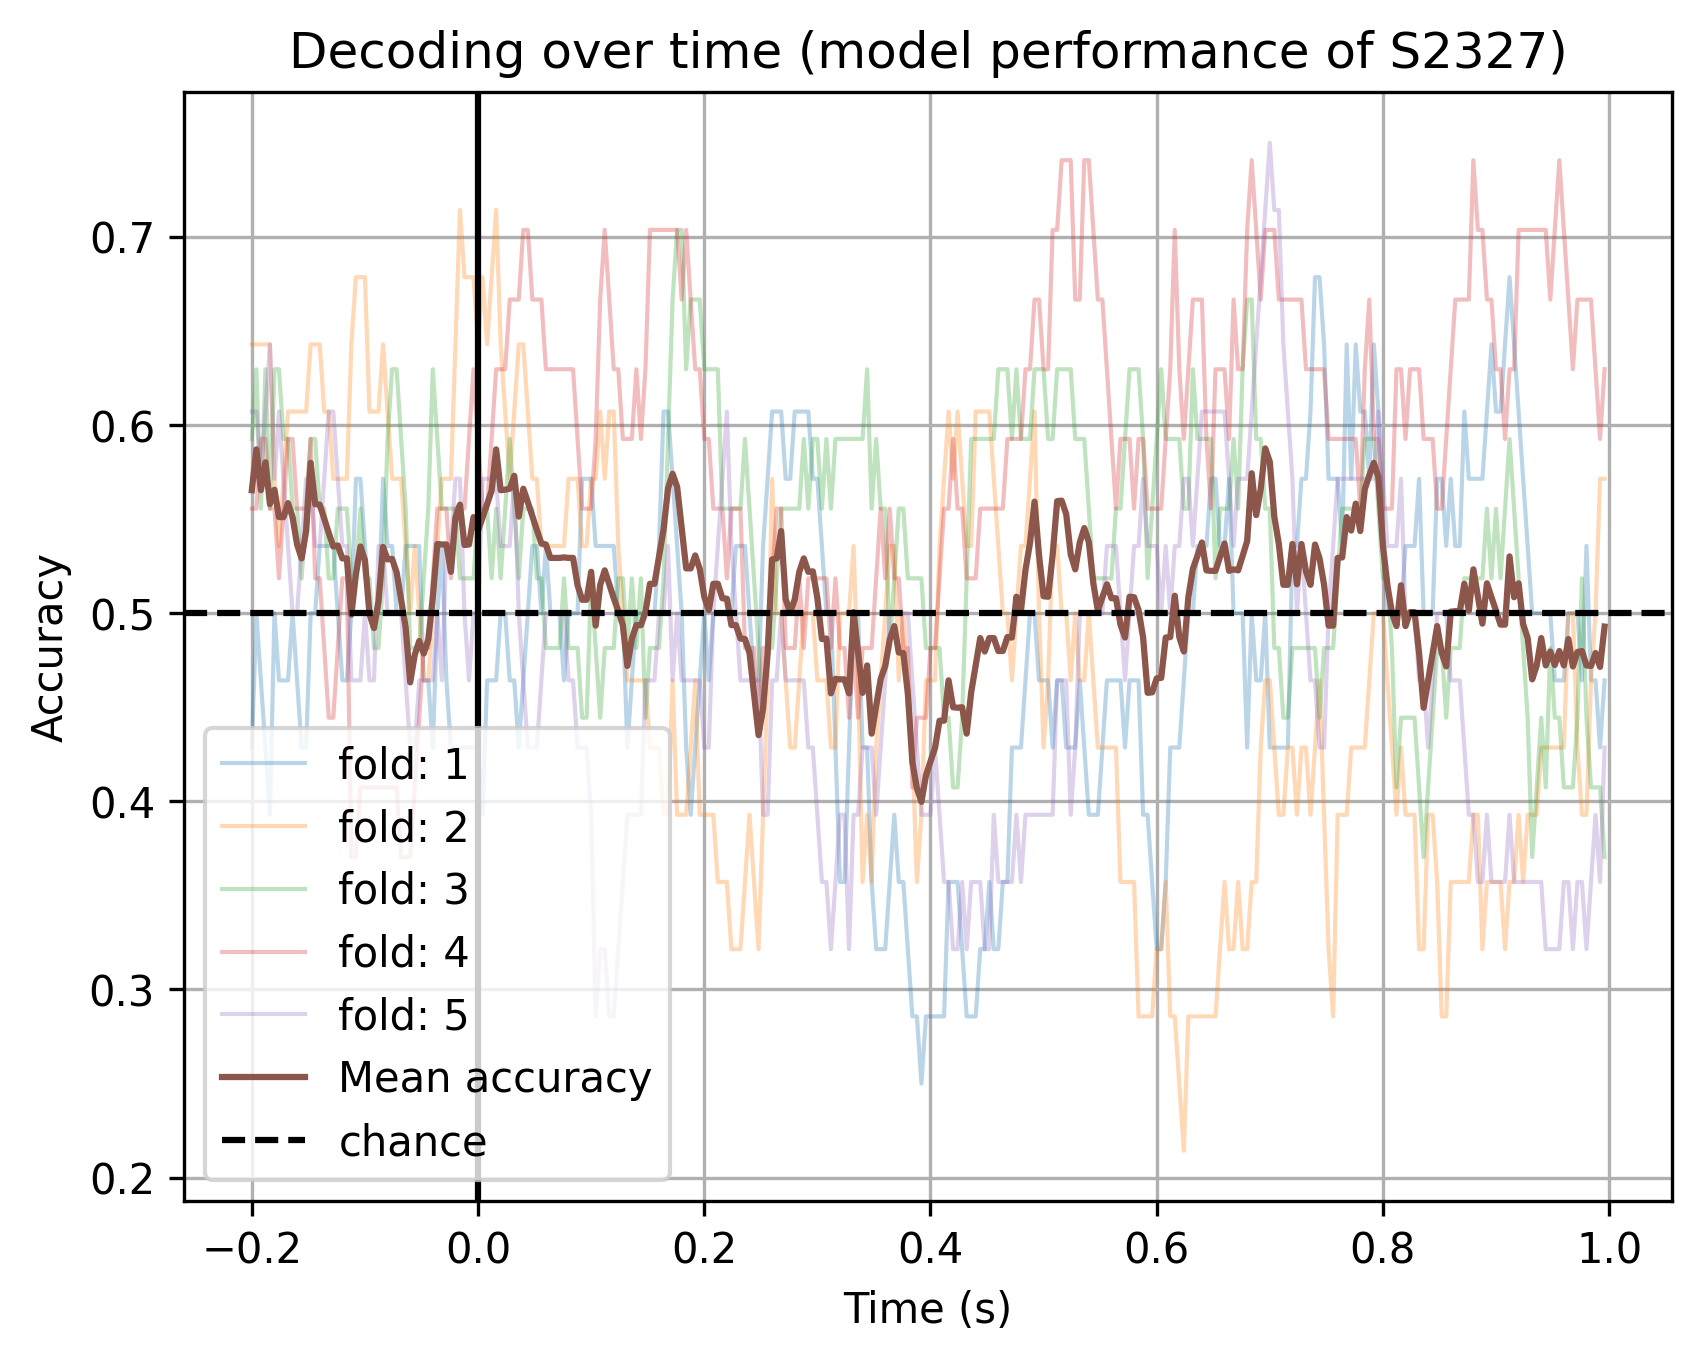 Decoding over time (model performance of S2327)
Accuracy
0.7
0.6
0.5
0.4
0.3
0.2
fold: 1
fold: 2
fold: 3
fold: 4
fold: 5
Mean accuracy
chance
−0.2 0.0 0.2 0.4 0.6 0.8 1.0
Time (s)